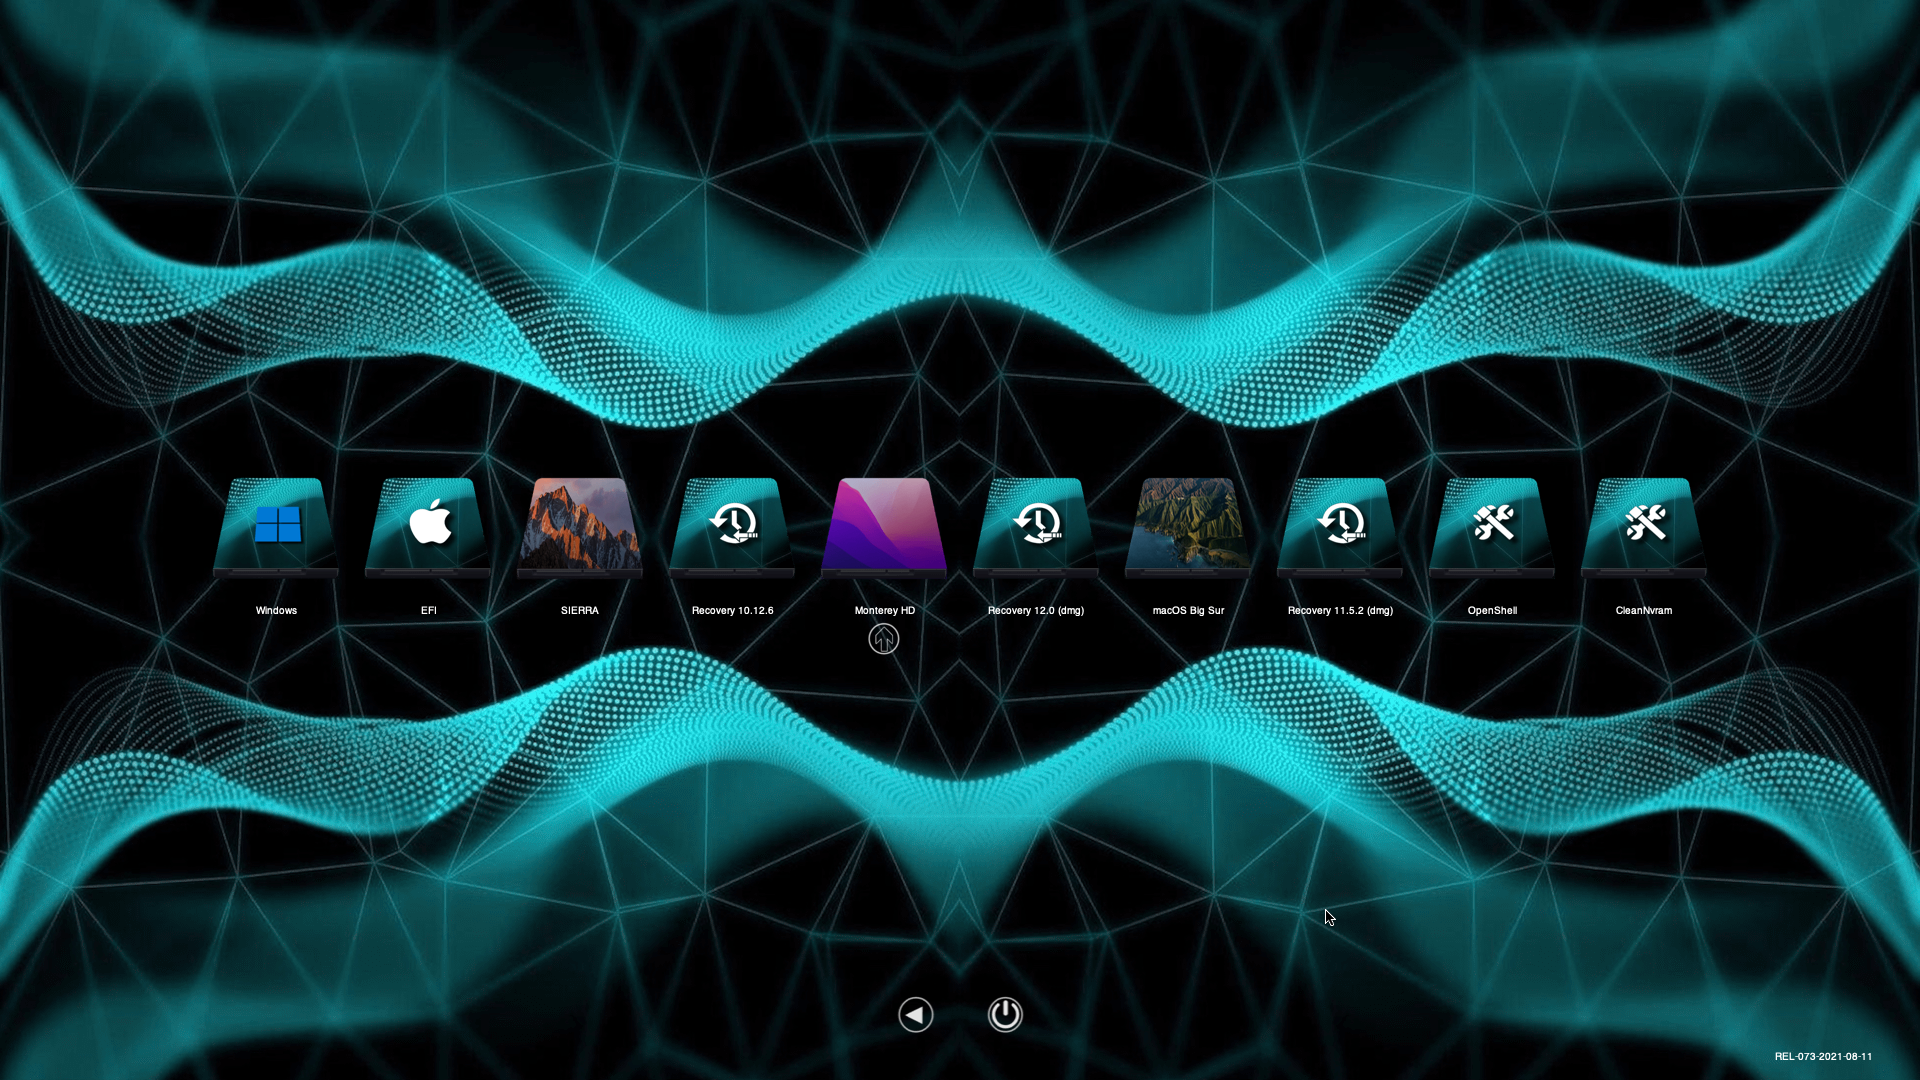 Windows
EFI
SIERRA
Recovery 10.12.6
Monterey HD
Recovery 12.0 (dmg)
macOS Big Sur
Recovery 11.5.2 (dmg)
OpenShell
CleanNvram
REL-073-2021-08-11